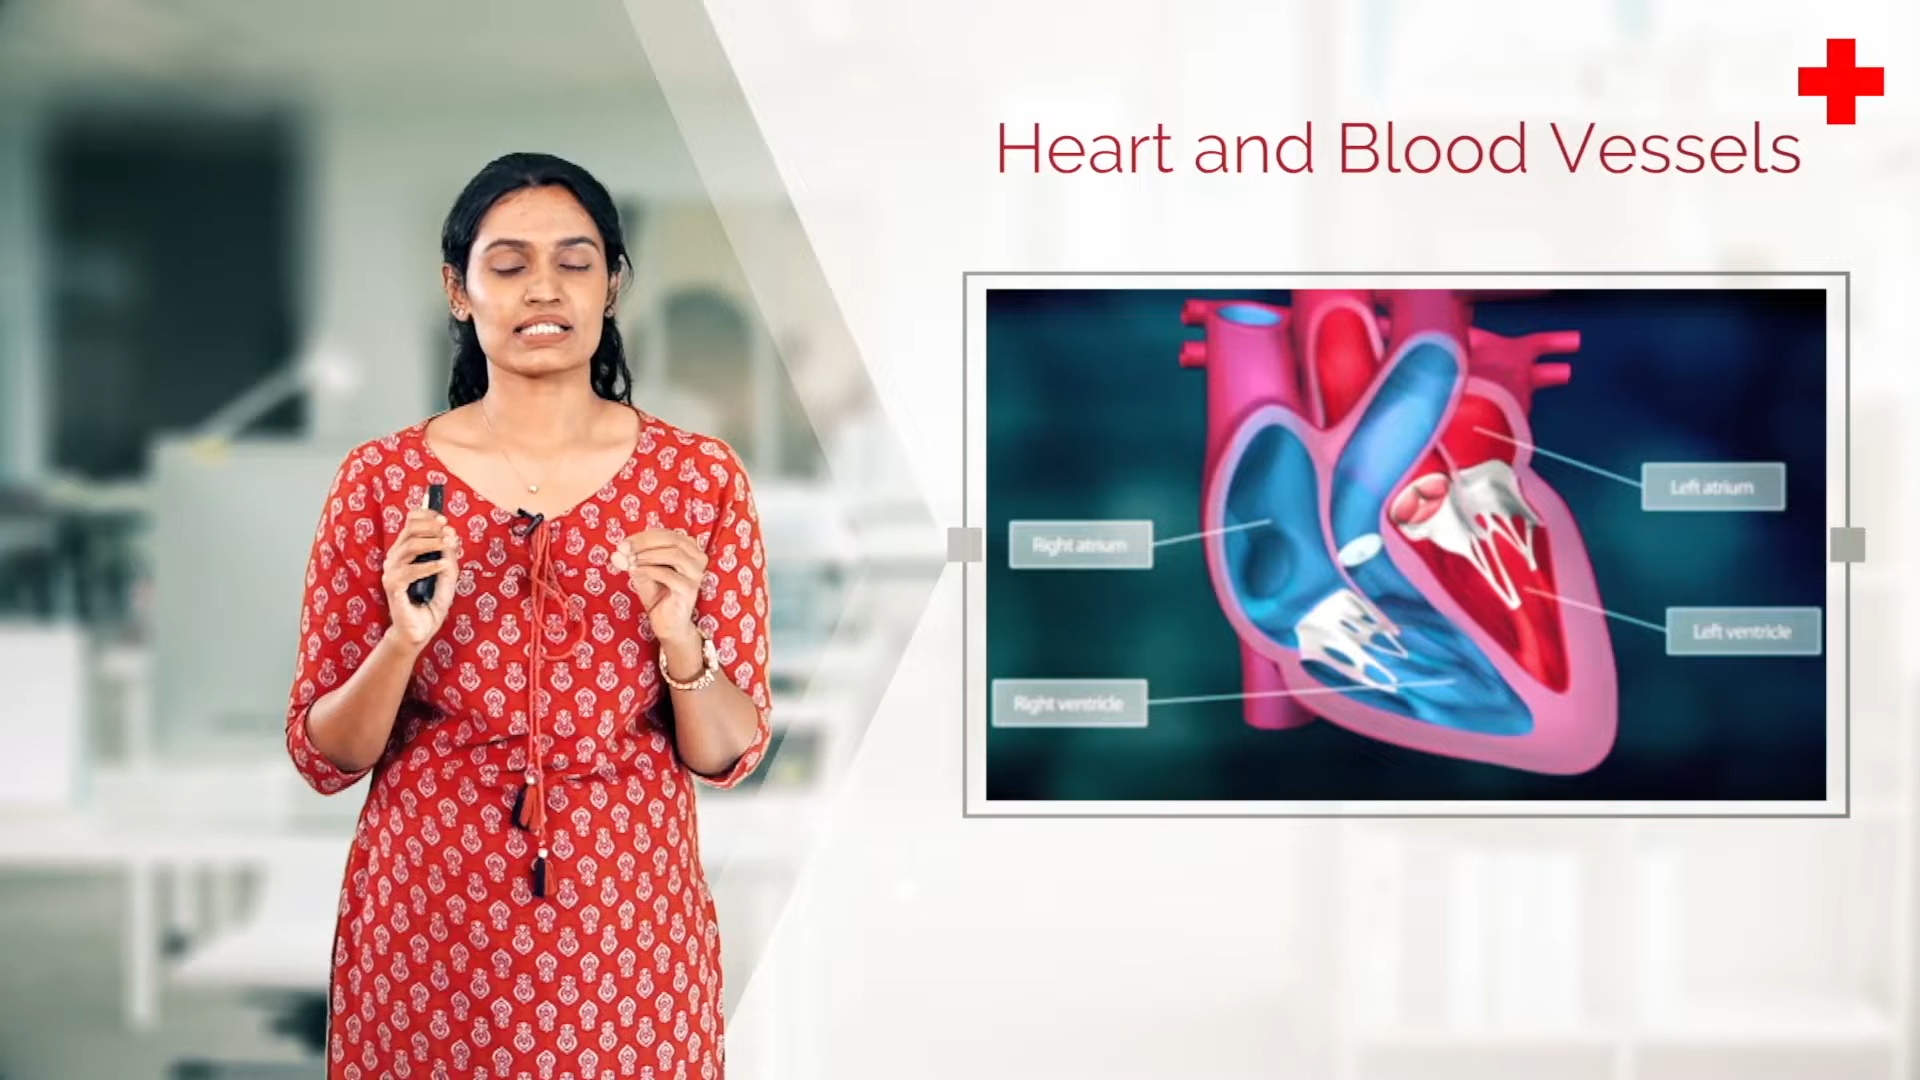 Heart and Blood Vessels
Left atrium
Right atrium
Left ventricle
Right ventricle